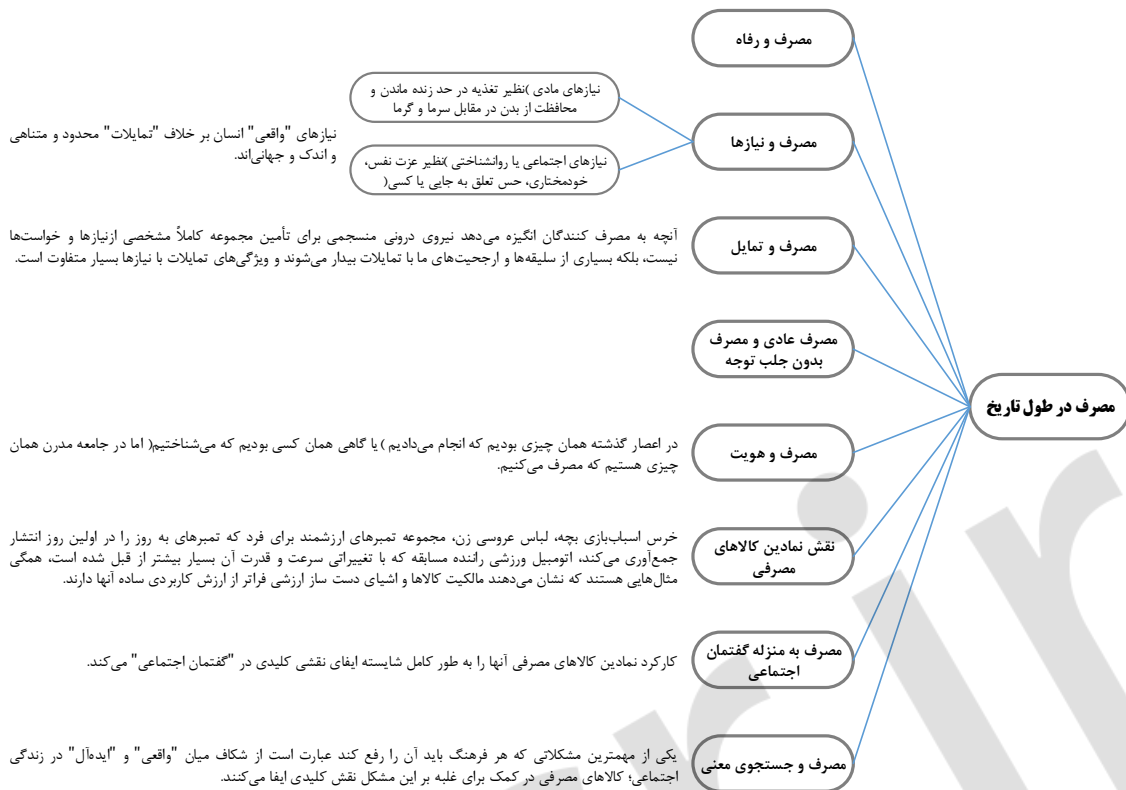 مصرف در طول تاریخ
مصرف و رفاه
مصرف و نیازها
نیازهای مادی )نظیر تغذیه در حد زنده ماندن و
محافظت از بدن در مقابل سرما و گرما
نیازهای اجتماعی یا روانشناختی )نظیر عزت نفس،
خودمختاری، حس تعلق به جایی یا کسی(
نیازهای "واقعی" انسان بر خلاف "تمایلات" محدود و متناهی
و اندک و جهانی‌اند.
مصرف و تمایل
آنچه به مصرف کنندگان انگیزه می‌دهد نیروی درونی منسجمی برای تأمین مجموعه کاملاً مشخصی ازنیازها و خواست‌ها
نیست، بلکه بسیاری از سلیقه‌ها و ارجحیت‌های ما با تمایلات بیدار می‌شوند و ویژگی‌های تمایلات با نیازها بسیار متفاوت است.
مصرف عادی و مصرف
بدون جلب توجه
مصرف و هویت
در اعصار گذشته همان چیزی بودیم که انجام می‌دادیم )یا گاهی همان کسی بودیم که می‌شناختیم( اما در جامعه مدرن همان
چیزی هستیم که مصرف می‌کنیم.
نقش نمادین کالاهای
مصرفی
خرس اسباب‌بازی بچه، لباس عروسی زن، مجموعه تمبرهای ارزشمند برای فرد که تمبرهای به روز را در اولین روز انتشار
جمع‌آوری می‌کند، اتومبیل ورزشی راننده مسابقه که با تغییراتی سرعت و قدرت آن بسیار بیشتر از قبل شده است، همگی
مثال‌هایی هستند که نشان می‌دهند مالکیت کالاها و اشیای دست ساز ارزشی فراتر از ارزش کاربردی ساده آنها دارند.
مصرف به منزله گفتمان
اجتماعی
کارکرد نمادین کالاهای مصرفی آنها را به طور کامل شایسته ایفای نقشی کلیدی در "گفتمان اجتماعی" می‌کند.
مصرف و جستجوی معنی
یکی از مهمترین مشکلاتی که هر فرهنگ باید آن را رفع کند عبارت است از شکاف میان "واقعی" و "ایده‌آل" در زندگی
اجتماعی؛ کالاهای مصرفی در کمک برای غلبه بر این مشکل نقش کلیدی ایفا می‌کنند.